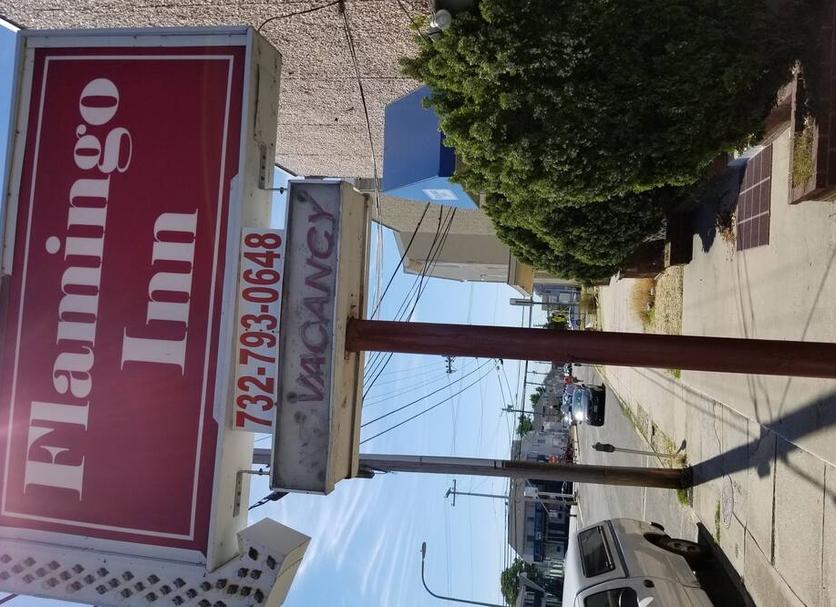 Flamingo
Inn
732-793-0648
VACANCY